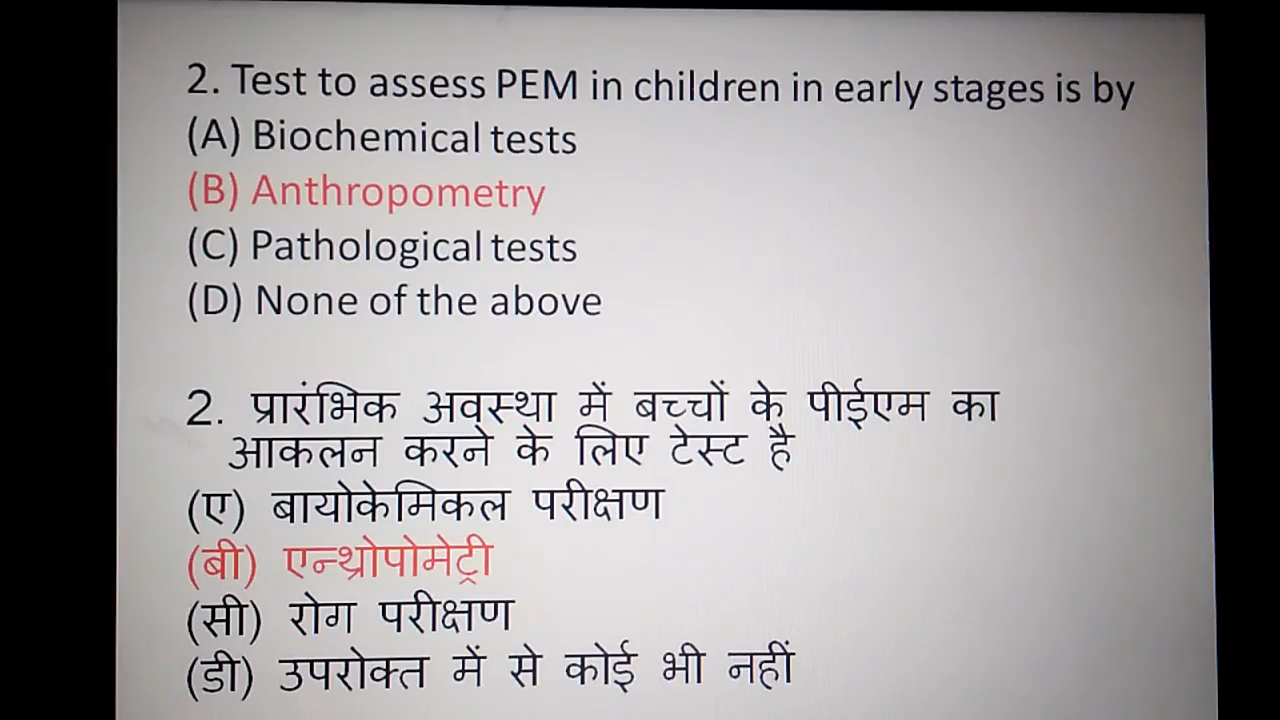 2. Test to assess PEM in children in early stages is by
(A) Biochemical tests
(B) Anthropometry
(C) Pathological tests
(D) None of the above
2. प्रारंभिक अवस्था में बच्चों के पीईएम का
आकलन करने के लिए टेस्ट है
(ए) बायोकेमिकल परीक्षण
(बी) एन्थ्रोपोमेट्री
(सी) रोग परीक्षण
(डी) उपरोक्त में से कोई भी नहीं